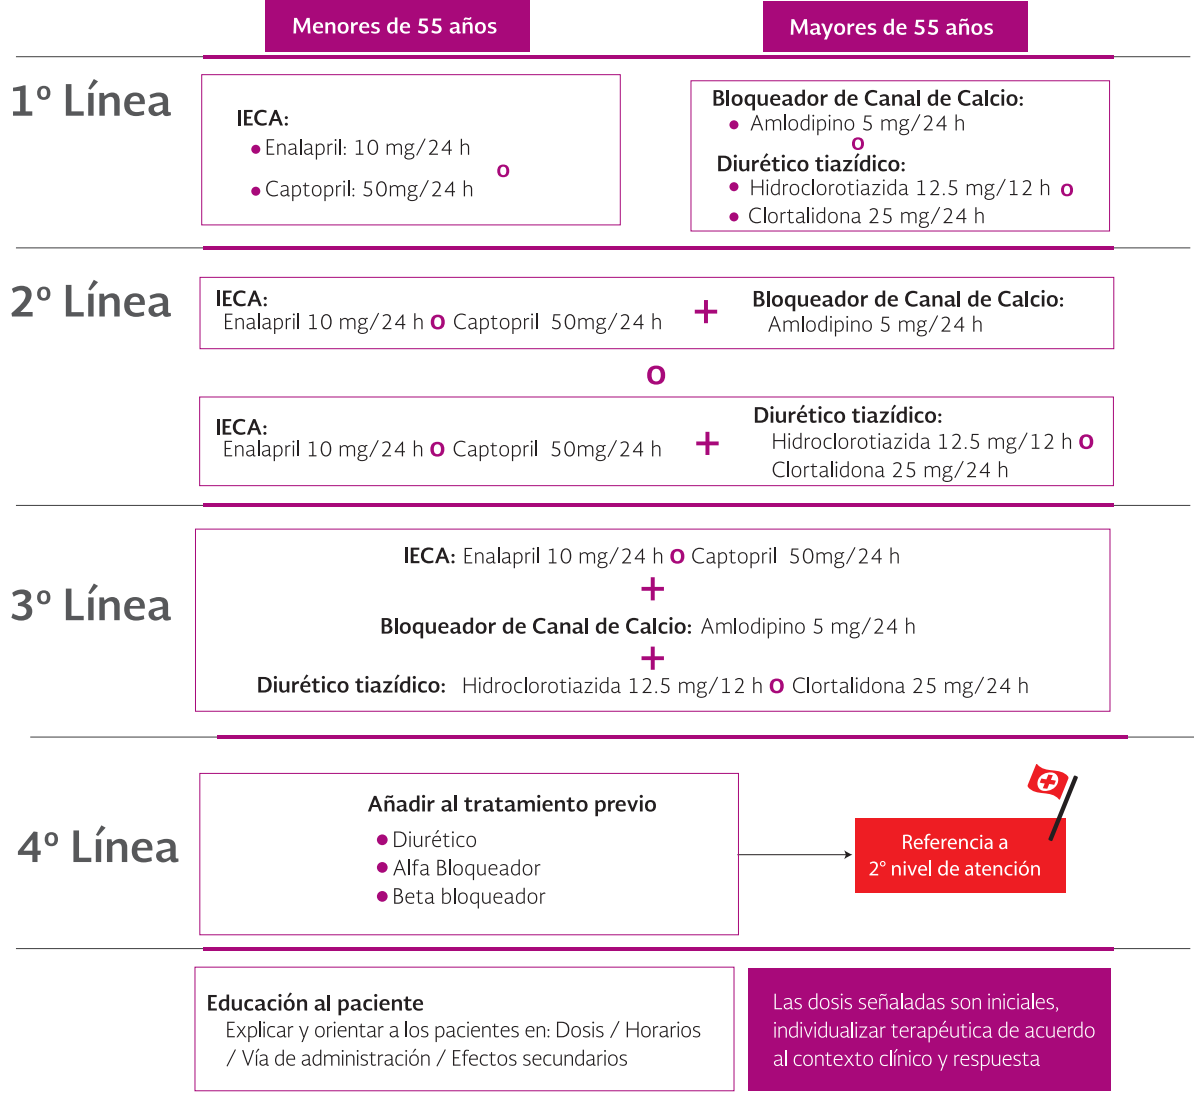 Menores de 55 años
Mayores de 55 años
1º Línea
IECA:
• Enalapril: 10 mg/24 h
o
• Captopril: 50mg/24 h
Bloqueador de Canal de Calcio:
• Amlodipino 5 mg/24 h
o
Diurético tiazídico:
• Hidroclorotiazida 12.5 mg/12 h o
• Clortalidona 25 mg/24 h
2º Línea
IECA:
Enalapril 10 mg/24 h o Captopril 50mg/24 h
+
Bloqueador de Canal de Calcio:
Amlodipino 5 mg/24 h
o
IECA:
Enalapril 10 mg/24 h o Captopril 50mg/24 h
+
Diurético tiazídico:
Hidroclorotiazida 12.5 mg/12 h o
Clortalidona 25 mg/24 h
3º Línea
IECA: Enalapril 10 mg/24 h o Captopril 50mg/24 h
+
Bloqueador de Canal de Calcio: Amlodipino 5 mg/24 h
+
Diurético tiazídico: Hidroclorotiazida 12.5 mg/12 h o Clortalidona 25 mg/24 h
4º Línea
Añadir al tratamiento previo
• Diurético
• Alfa Bloqueador
• Beta bloqueador
Referencia a
2° nivel de atención
Educación al paciente
Explicar y orientar a los pacientes en: Dosis / Horarios
/ Vía de administración / Efectos secundarios
Las dosis señaladas son iniciales,
individualizar terapéutica de acuerdo
al contexto clínico y respuesta